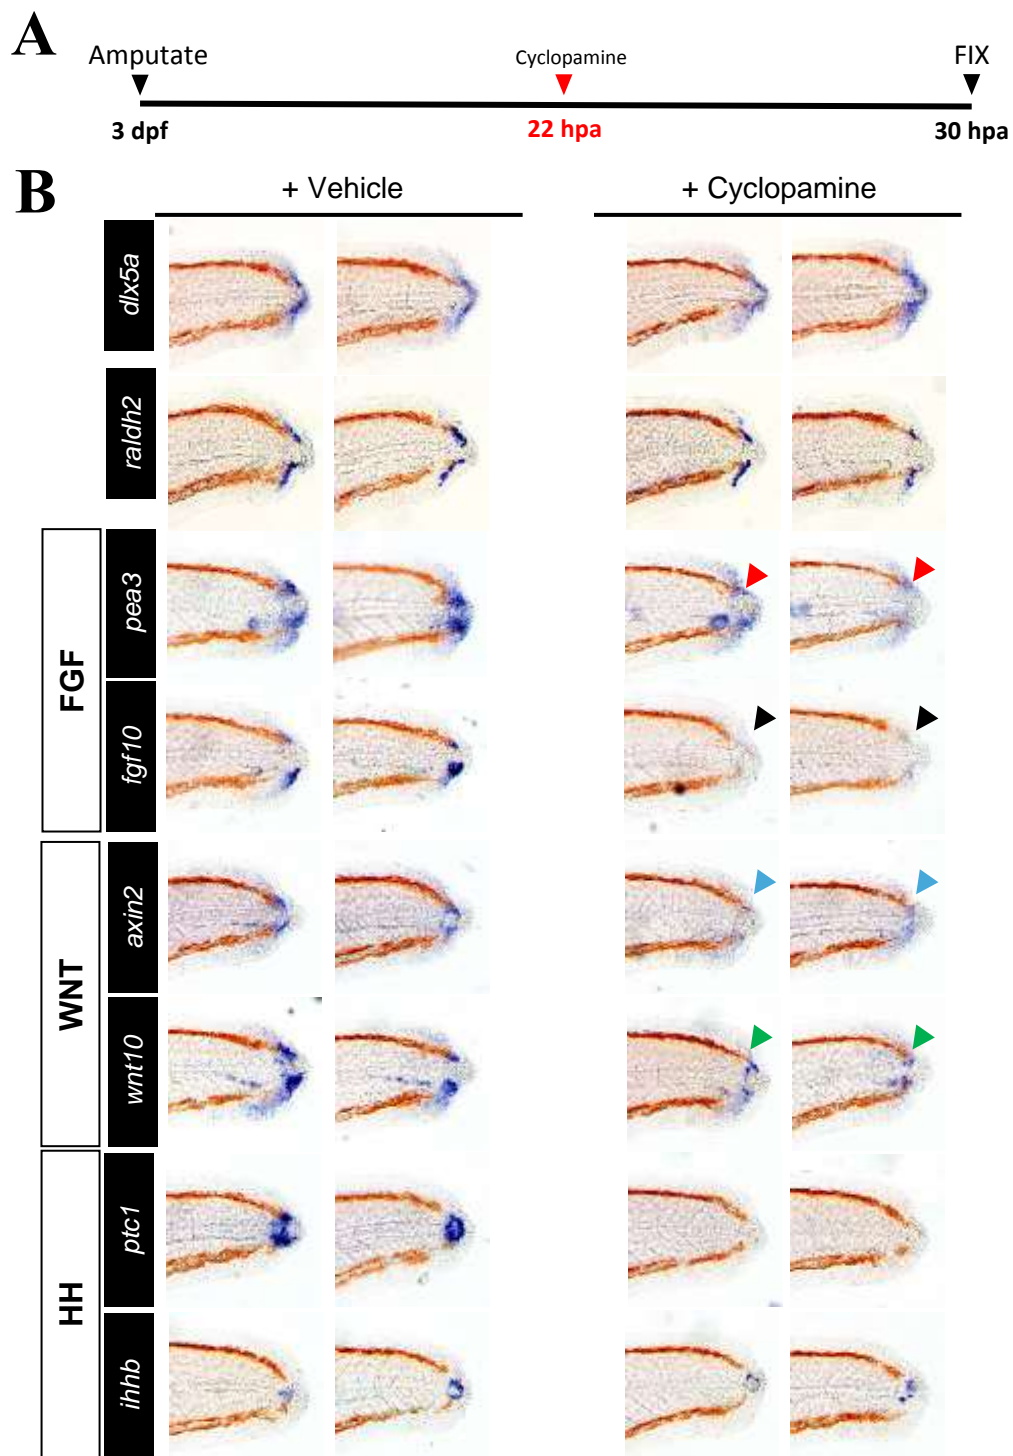 A
Amputate
Cyclopamine
FIX
3 dpf
22 hpa
30 hpa
B
+ Vehicle
+ Cyclopamine
dlx5a
raldh2
FGF
pea3
fgf10
WNT
axin2
wnt10
HH
ptc1
ihhb